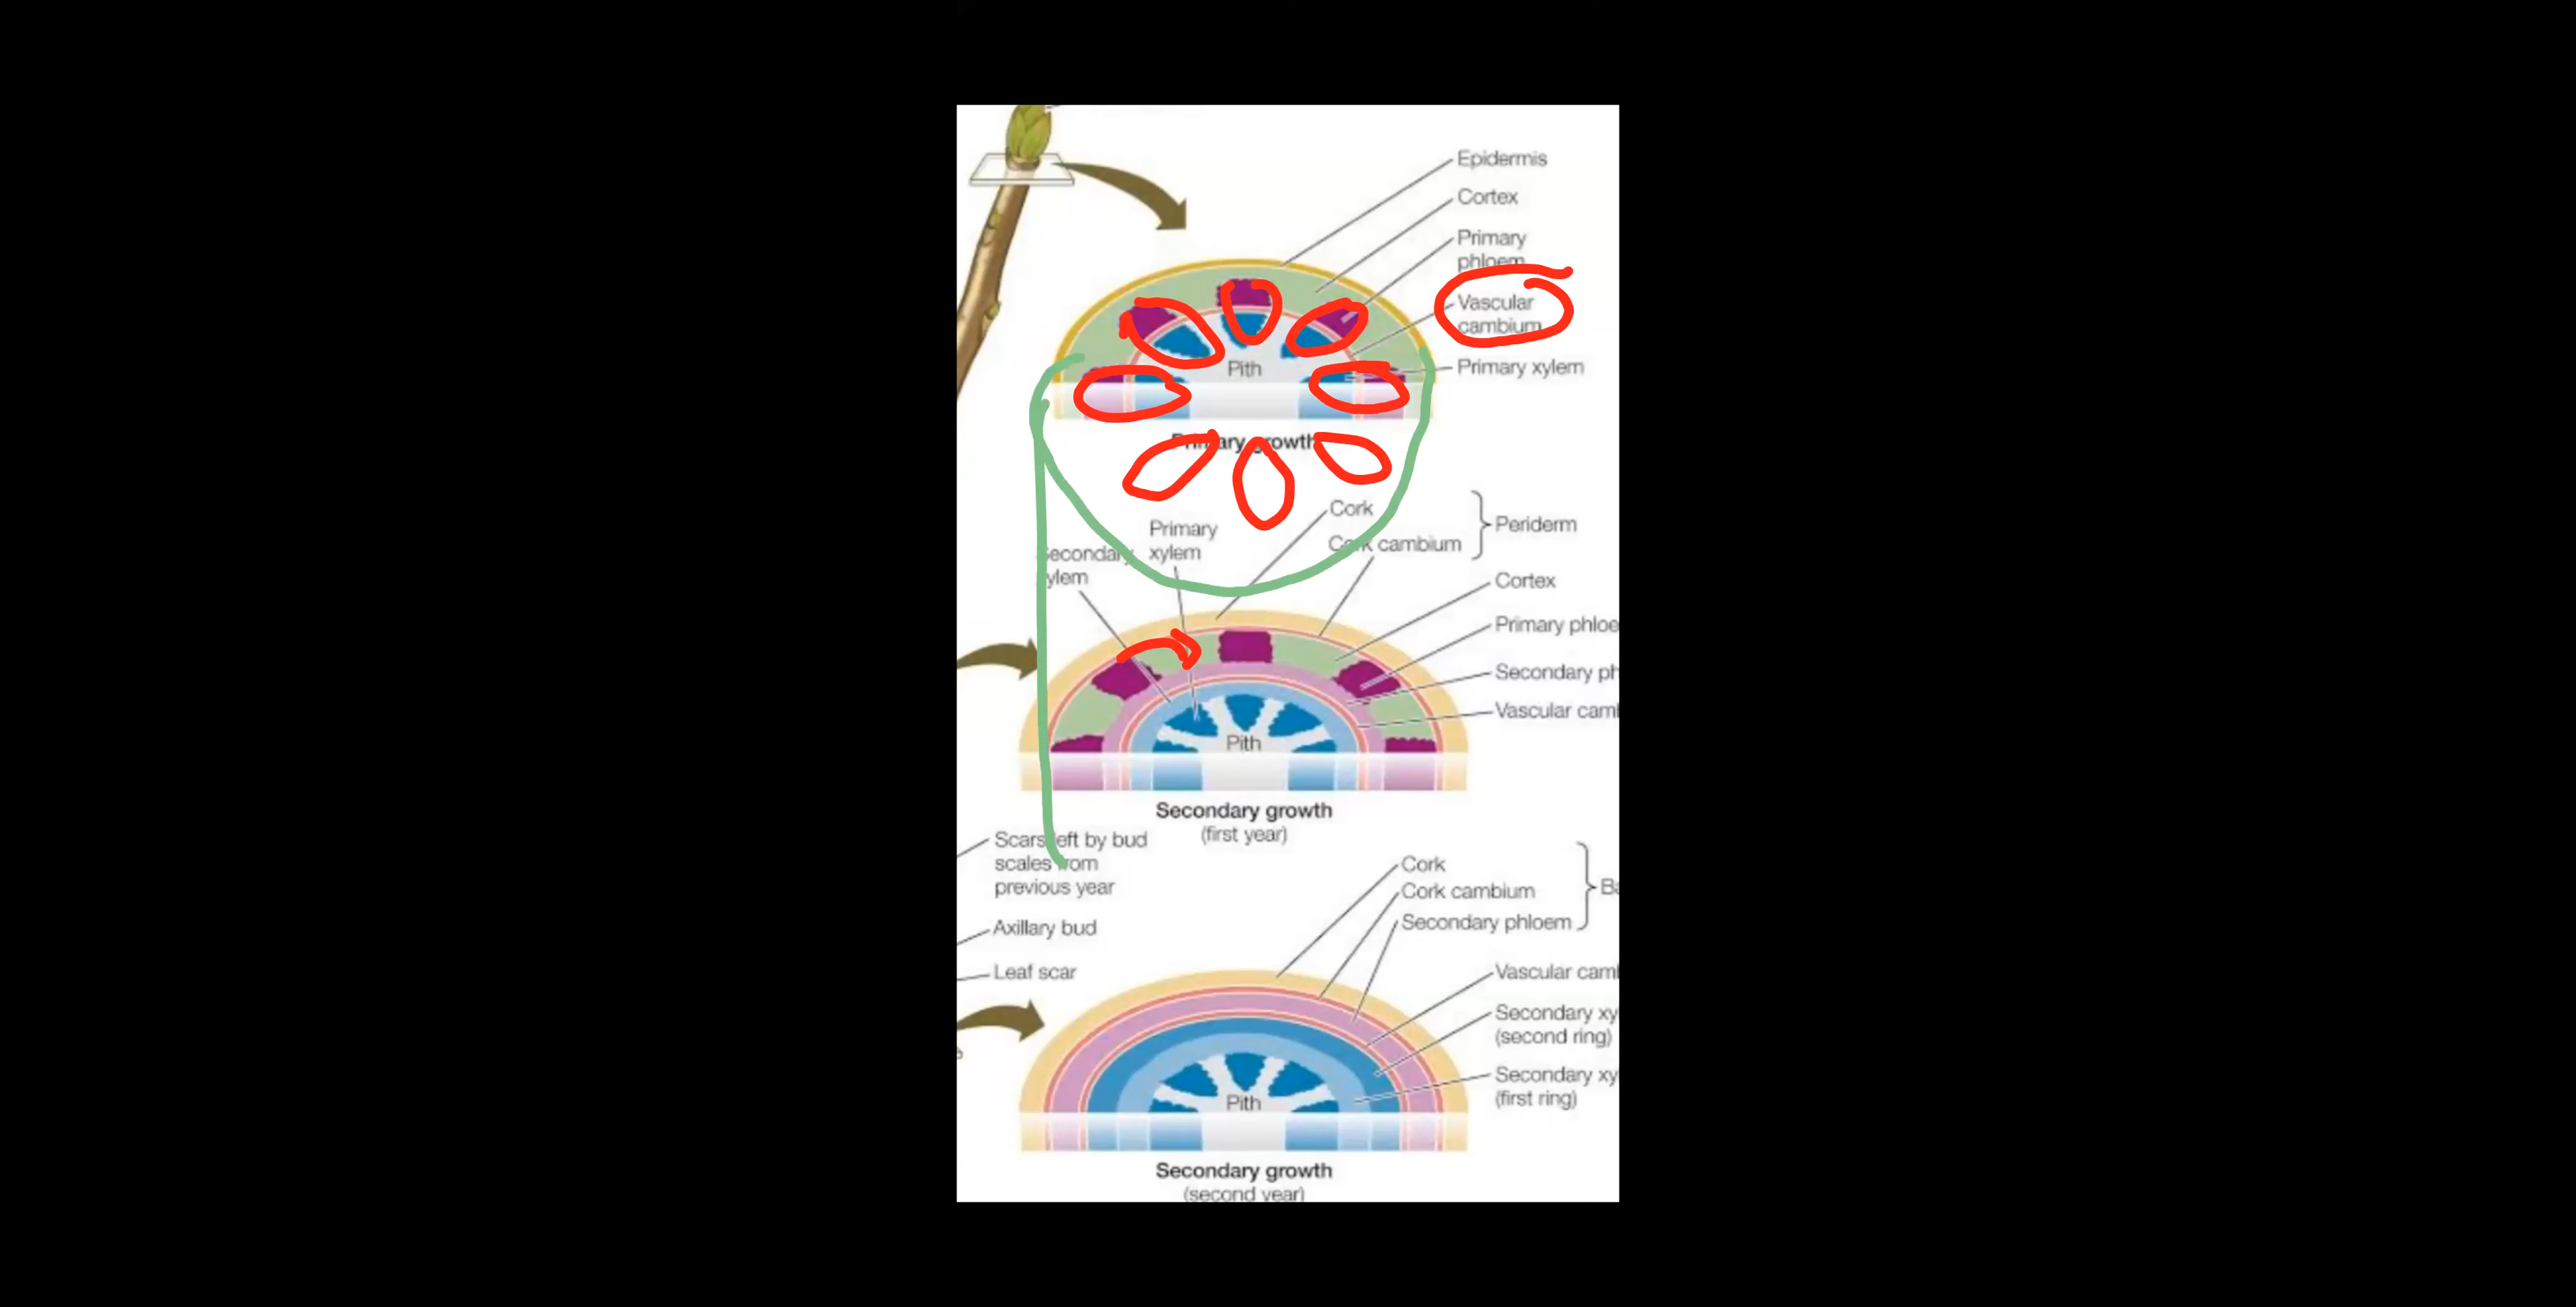 Epidermis
Cortex
Primary
phloem
Vascular
cambium
Primary xylem
Pith
Primary growth
Cork
Cork cambium
Periderm
Primary
xylem
Secondary
xylem
Cortex
Primary phloe
Secondary ph
Vascular cam
Pith
Secondary growth
(first year)
Scars left by bud
scales from
previous year
Axillary bud
Leaf scar
Cork
Cork cambium
Secondary phloem
Ba
Vascular cam
Secondary xy
(second ring)
Secondary xy
(first ring)
Pith
Secondary growth
(second year)